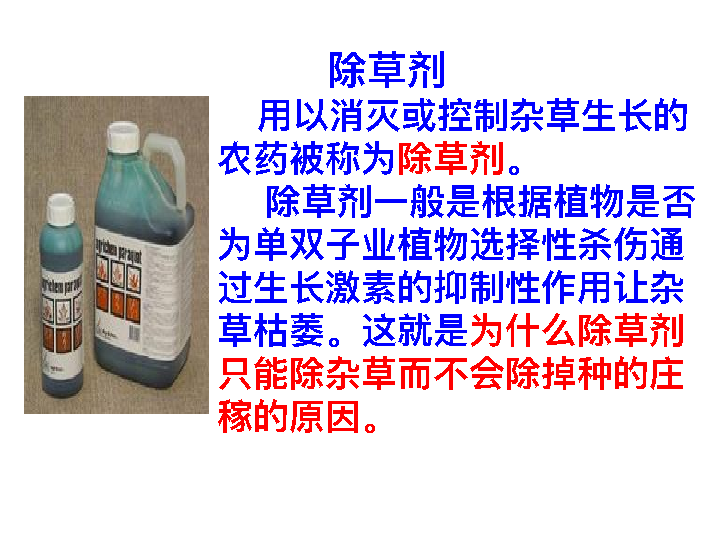 除草剂
用以消灭或控制杂草生长的
农药被称为除草剂。
除草剂一般是根据植物是否
为单双子业植物选择性杀伤通
过生长激素的抑制性作用让杂
草枯萎。这就是为什么除草剂
只能除杂草而不会除掉种的庄
稼的原因。
agrichem paraquat
agrichem paraquat